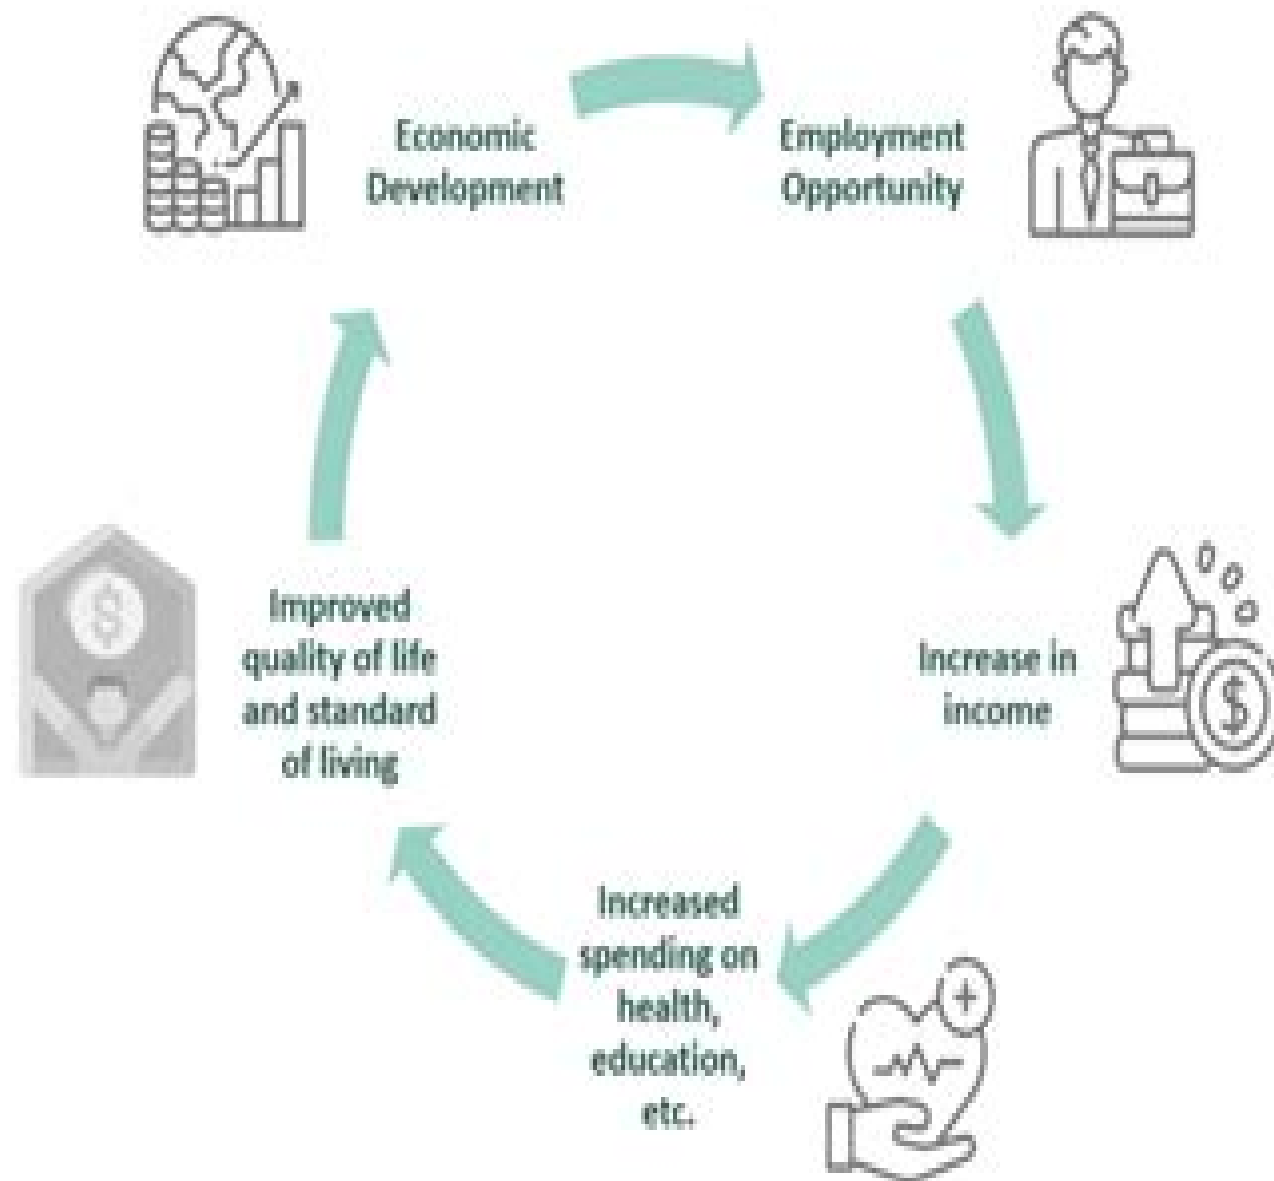 Economic
Development
Employment
Opportunity
Increase in
income
Increased
spending on
health,
education,
etc.
Improved
quality of life
and standard
of living
$
$